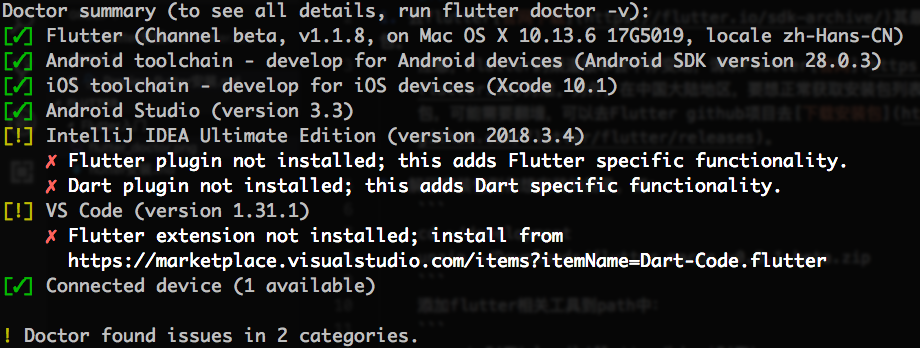 Doctor summary (to see all details, run flutter doctor -v):
[✓] Flutter (Channel beta, v1.1.8, on Mac OS X 10.13.6 17G5019, locale zh-Hans-CN)
[✓] Android toolchain - develop for Android devices (Android SDK version 28.0.3)
[✓] iOS toolchain - develop for iOS devices (Xcode 10.1)
[✓] Android Studio (version 3.3)
[!] IntelliJ IDEA Ultimate Edition (version 2018.3.4)
✗ Flutter plugin not installed; this adds Flutter specific functionality.
✗ Dart plugin not installed; this adds Dart specific functionality.
[!] VS Code (version 1.31.1)
✗ Flutter extension not installed; install from
https://marketplace.visualstudio.com/items?itemName=Dart-Code.flutter
[✓] Connected device (1 available)
! Doctor found issues in 2 categories.